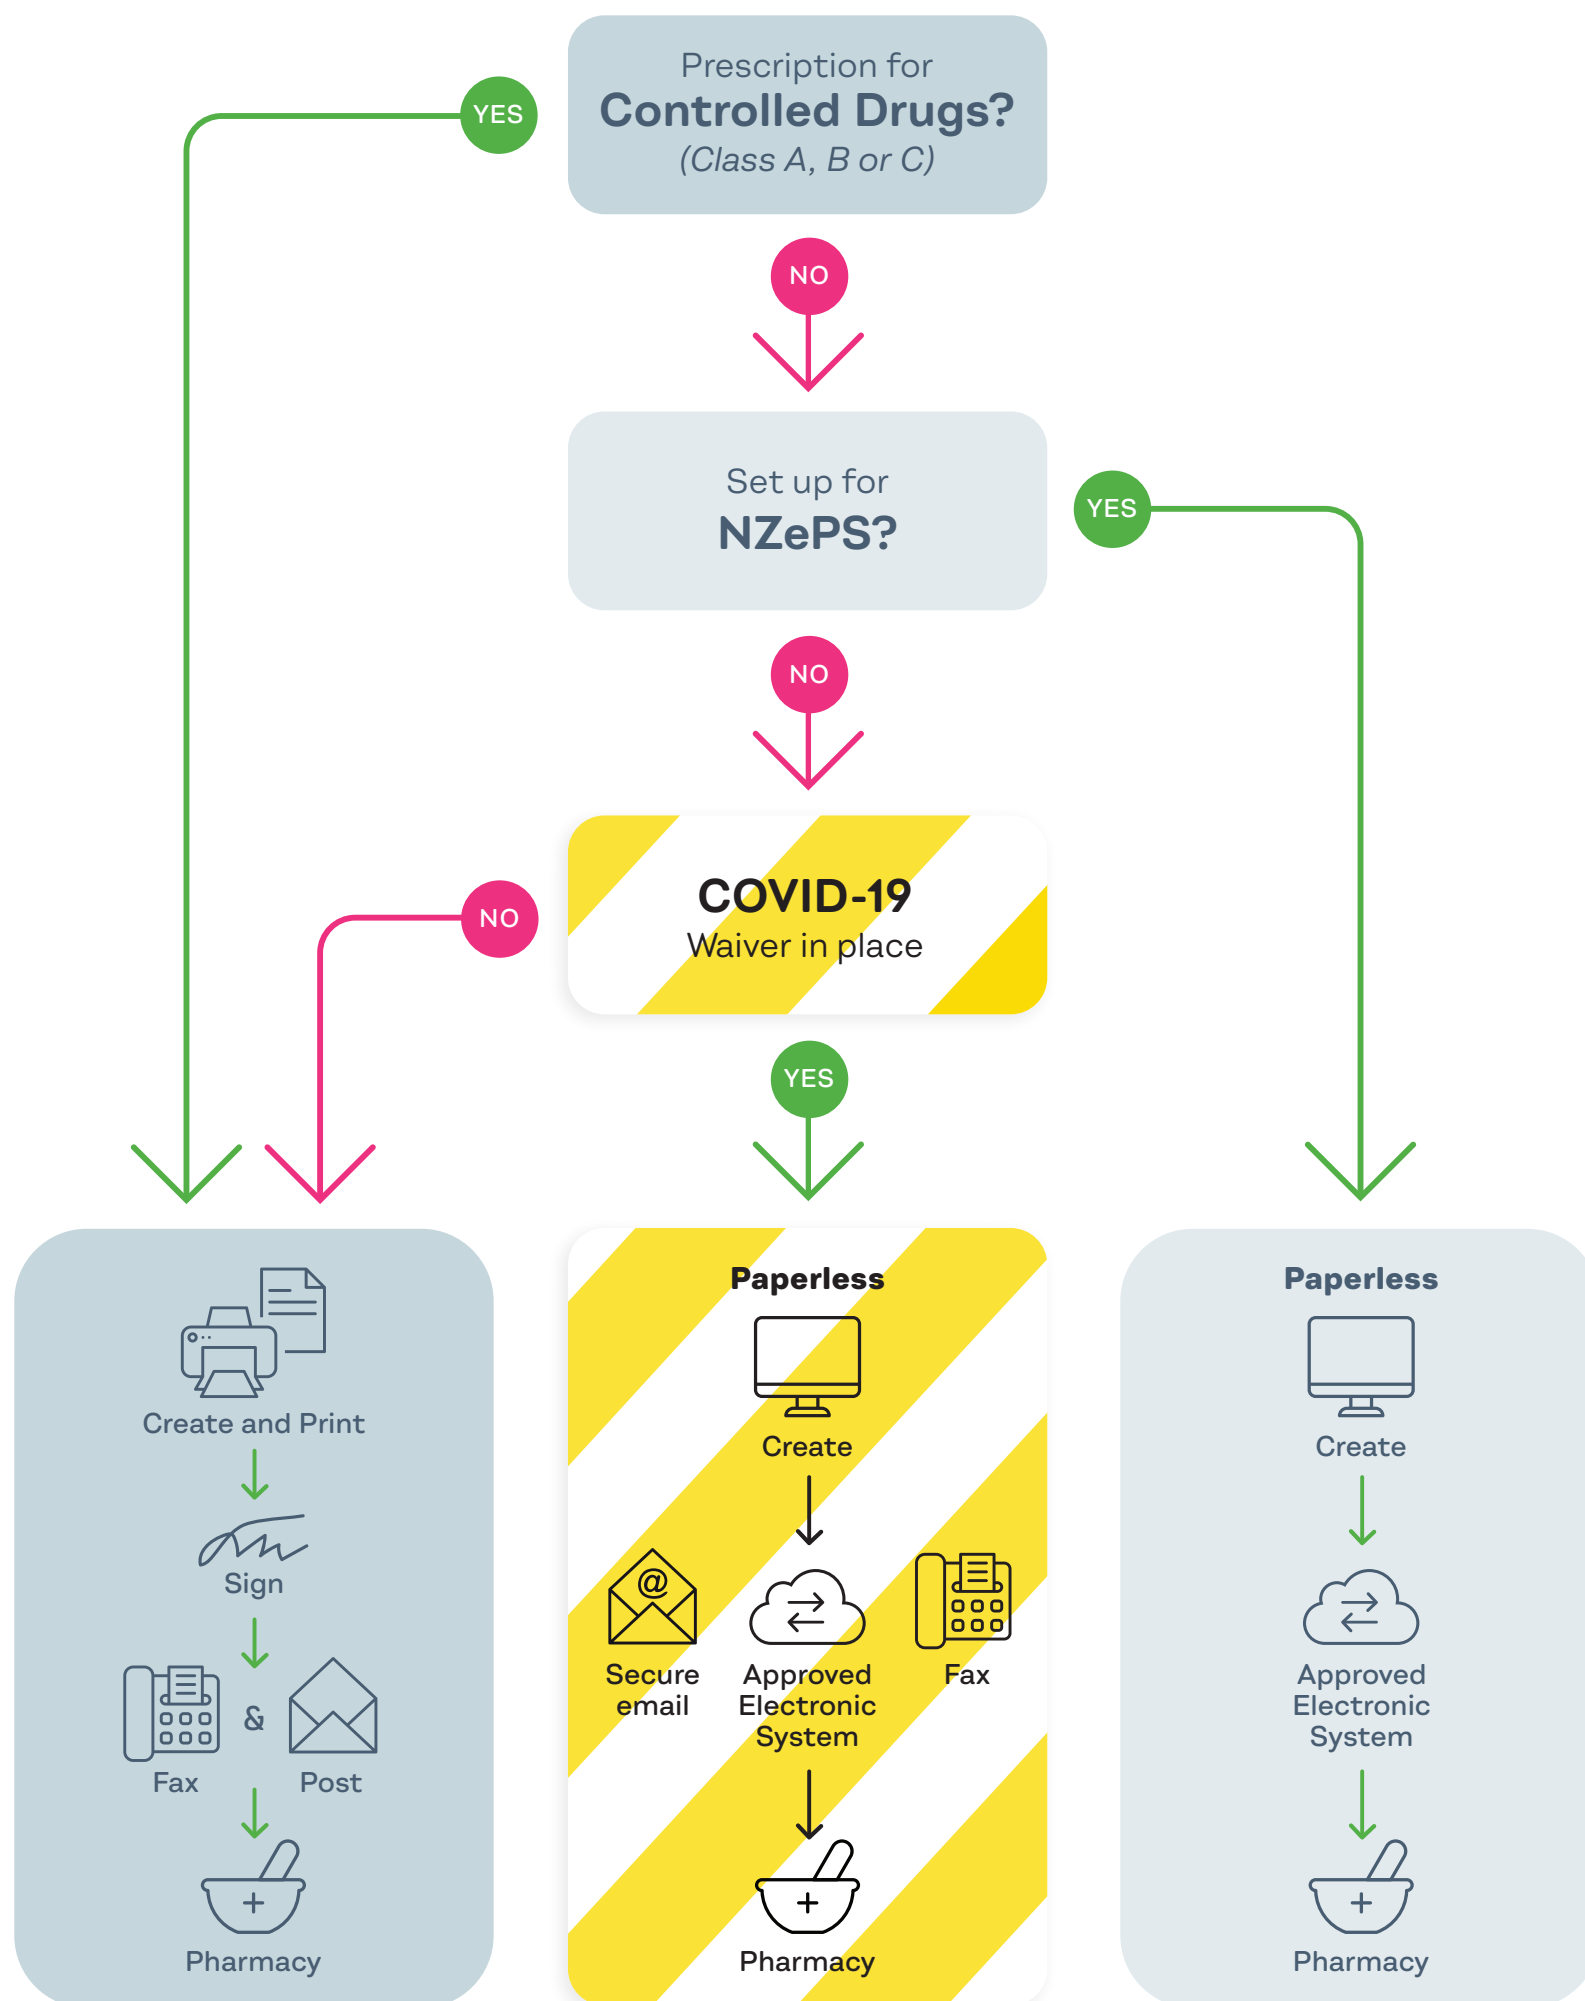 Prescription for
Controlled Drugs?
(Class A, B or C)
YES
NO
Set up for
NZePS?
YES
NO
COVID-19
Waiver in place
NO
YES
Create and Print
Sign
&
Fax
Post
Pharmacy
Paperless
Create
@
Secure
email
Approved
Electronic
System
Fax
Pharmacy
Paperless
Create
Approved
Electronic
System
Pharmacy